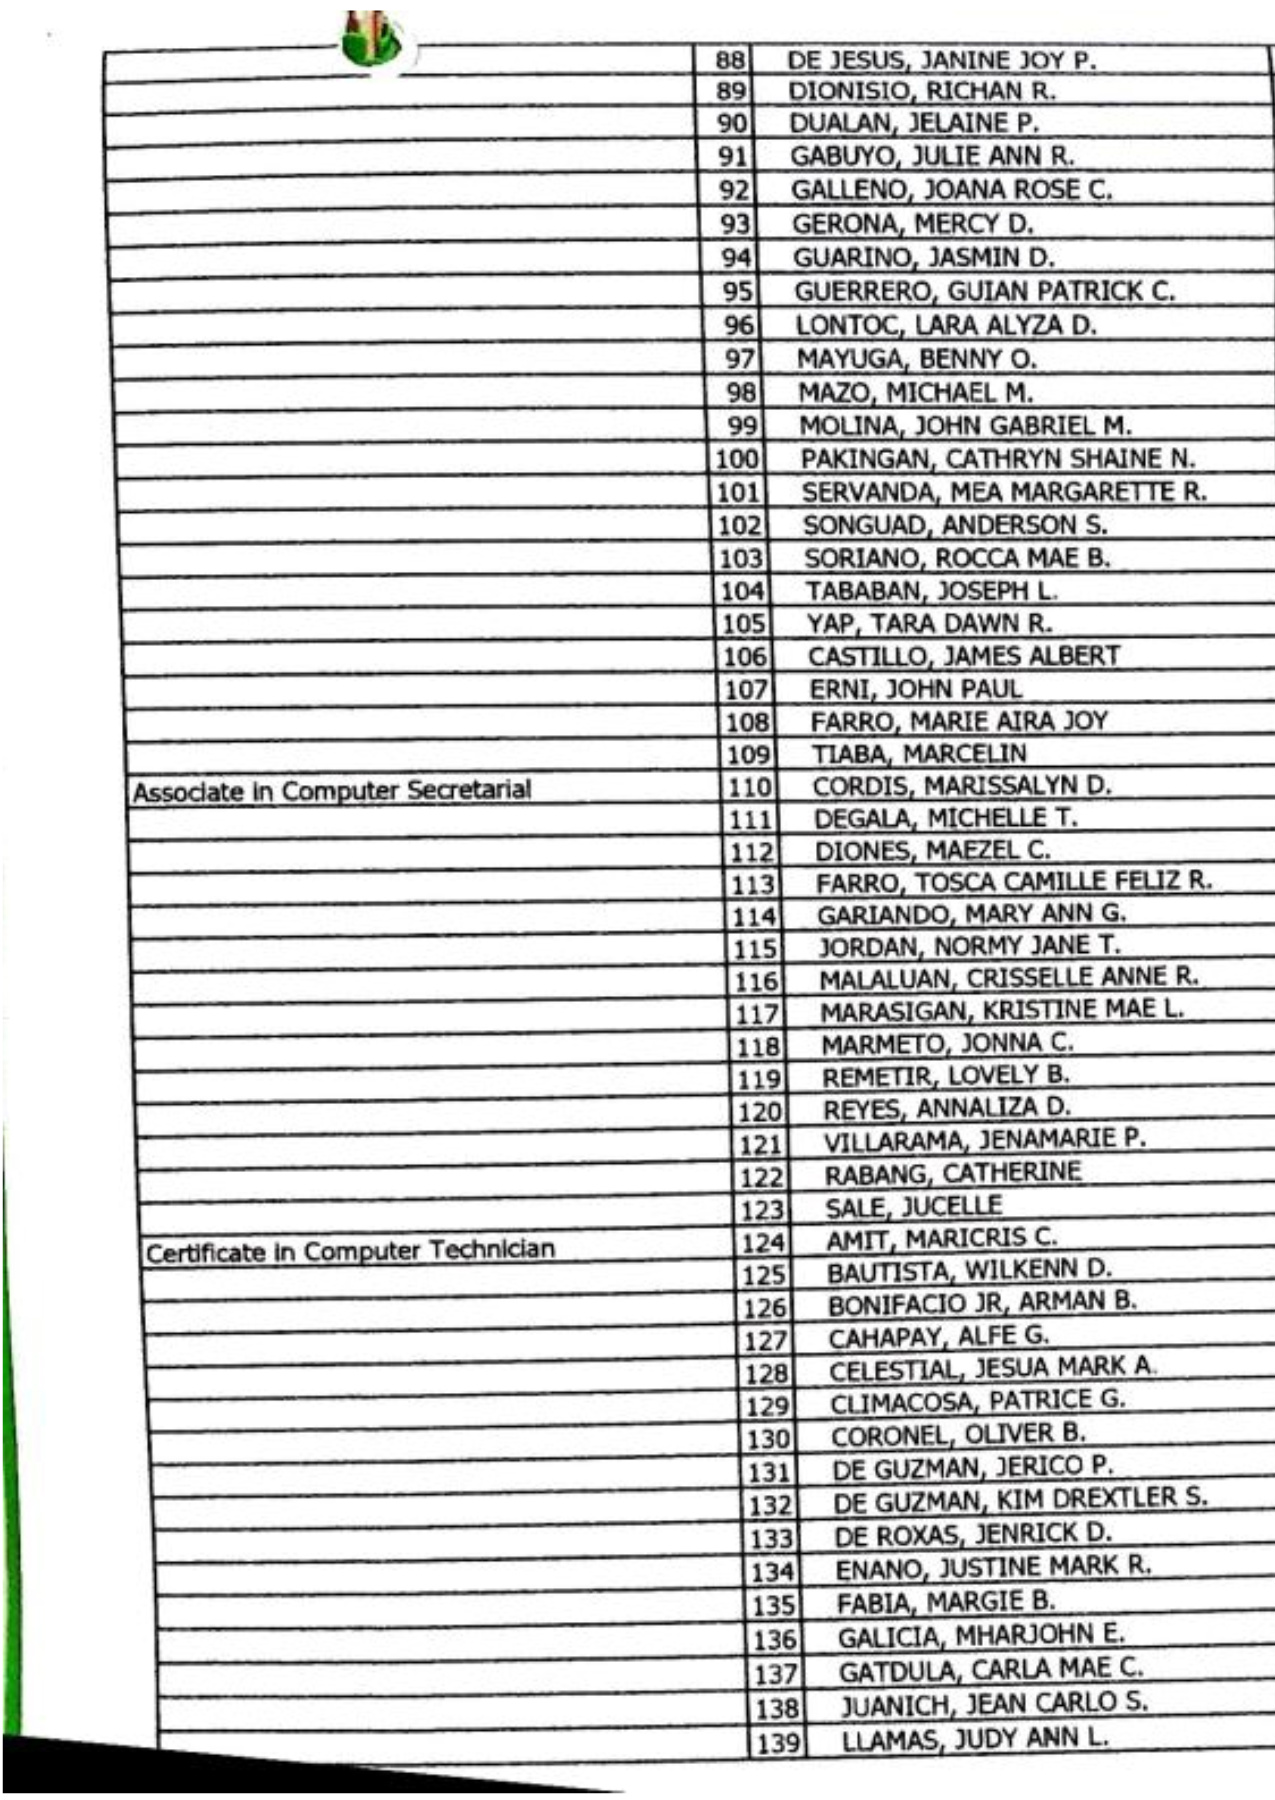 88 DE JESUS, JANINE JOY P.
89 DIONISIO, RICHAN R.
90 DUALAN, JELAINE P.
91 GABUYO, JULIE ANN R.
92 GALLENO, JOANA ROSE C.
93 GERONA, MERCY D.
94 GUARINO, JASMIN D.
95 GUERRERO, GUIAN PATRICK C.
96 LONTOC, LARA ALYZA D.
97 MAYUGA, BENNY O.
98 MAZO, MICHAEL M.
99 MOLINA, JOHN GABRIEL M.
100 PAKINGAN, CATHRYN SHAINE N.
101 SERVANDA, MEA MARGARETTE R.
102 SONGUAD, ANDERSON S.
103 SORIANO, ROCCA MAE B.
104 TABABAN, JOSEPH L.
105 YAP, TARA DAWN R.
106 CASTILLO, JAMES ALBERT
107 ERNI, JOHN PAUL
108 FARRO, MARIE AIRA JOY
109 TIABA, MARCELIN
Associate in Computer Secretarial 110 CORDIS, MARISSALYN D.
111 DEGALA, MICHELLE T.
112 DIONES, MAEZEL C.
113 FARRO, TOSCA CAMILLE FELIZ R.
114 GARIANDO, MARY ANN G.
115 JORDAN, NORMY JANE T.
116 MALALUAN, CRISSELLE ANNE R.
117 MARASIGAN, KRISTINE MAE L.
118 MARMETO, JONNA C.
119 REMETIR, LOVELY B.
120 REYES, ANNALIZA D.
121 VILLARAMA, JENAMARIE P.
122 RABANG, CATHERINE
123 SALE, JUCELLE
Certificate in Computer Technician 124 AMIT, MARICRIS C.
125 BAUTISTA, WILKENN D.
126 BONIFACIO JR, ARMAN B.
127 CAHAPAY, ALFE G.
128 CELESTIAL, JESUA MARK A.
129 CLIMACOSA, PATRICE G.
130 CORONEL, OLIVER B.
131 DE GUZMAN, JERICO P.
132 DE GUZMAN, KIM DREXTLER S.
133 DE ROXAS, JENRICK D.
134 ENANO, JUSTINE MARK R.
135 FABIA, MARGIE B.
136 GALICIA, MHARJOHN E.
137 GATDULA, CARLA MAE C.
138 JUANICH, JEAN CARLO S.
139 LLAMAS, JUDY ANN L.